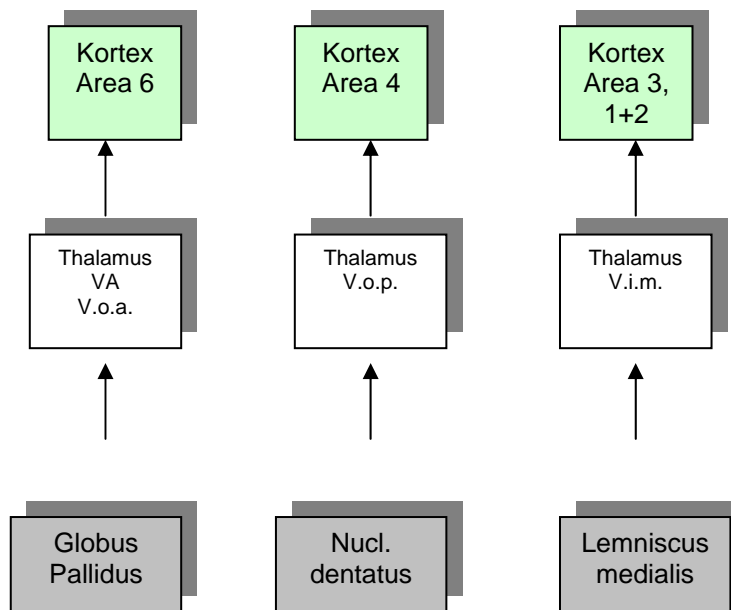 Kortex
Area 6
Kortex
Area 4
Kortex
Area 3,
1+2
Thalamus
VA
V.o.a.
Thalamus
V.o.p.
Thalamus
V.i.m.
Globus
Pallidus
Nucl.
dentatus
Lemniscus
medialis